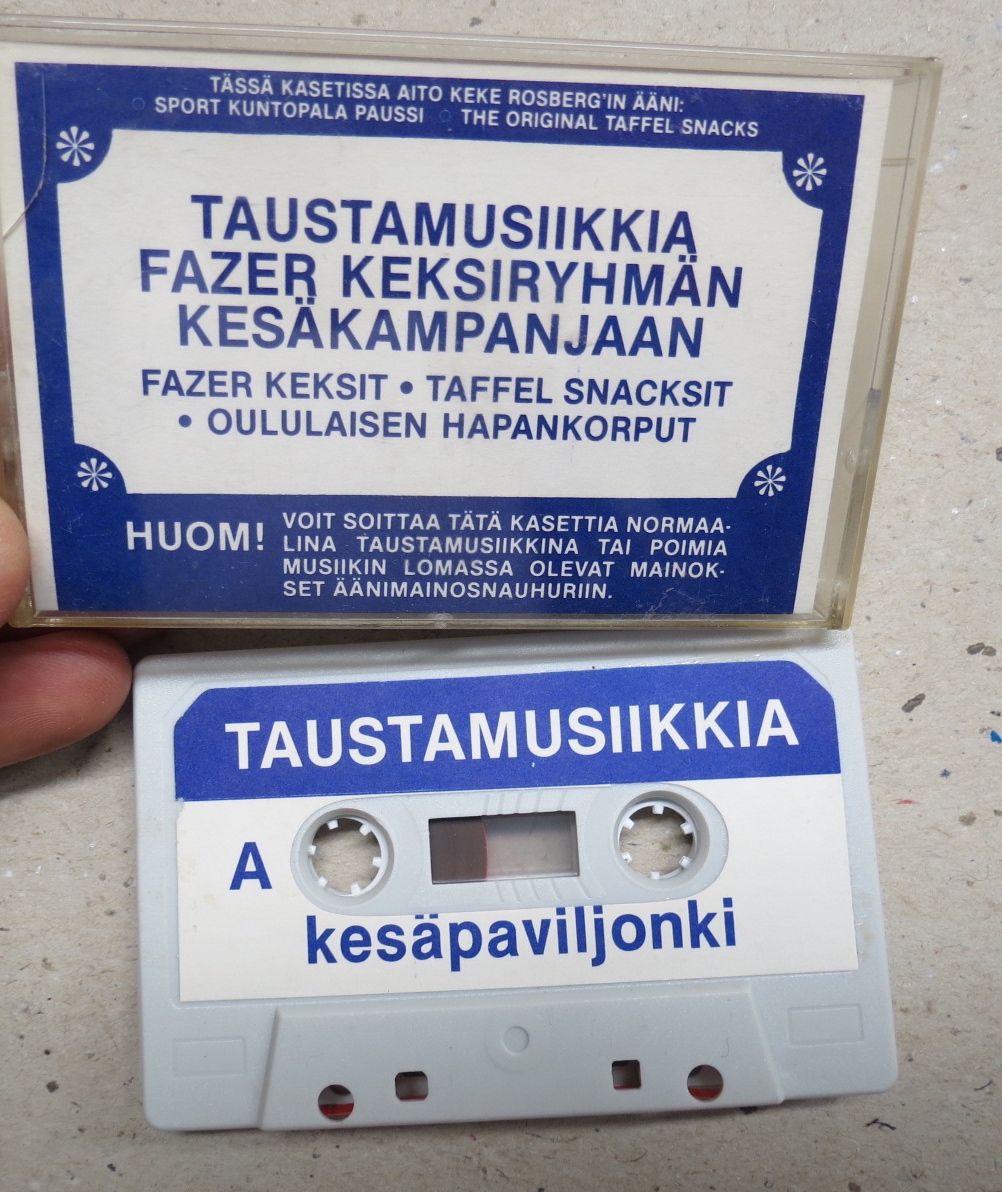 TÄSSÄ KASETISSA AITO KEKE ROSBERG'IN ÄÄNI:
○ SPORT KUNTOPALA PAUSSI ○ THE ORIGINAL TAFFEL SNACKS
TAUSTAMUSIIKKIA
FAZER KEKSIRYHMÄN
KESÄKAMPANJAAN
FAZER KEKSIT • TAFFEL SNACKSIT
• OULULAISEN HAPANKORPUT
HUOM!
VOIT SOITTAA TÄTÄ KASETTIA NORMAA-
LINA TAUSTAMUSIIKKINA TAI POIMIA
MUSIIKIN LOMASSA OLEVAT MAINOK-
SET ÄÄNIMAINOSNAUHURIIN.
TAUSTAMUSIIKKIA
A
kesäpaviljonki